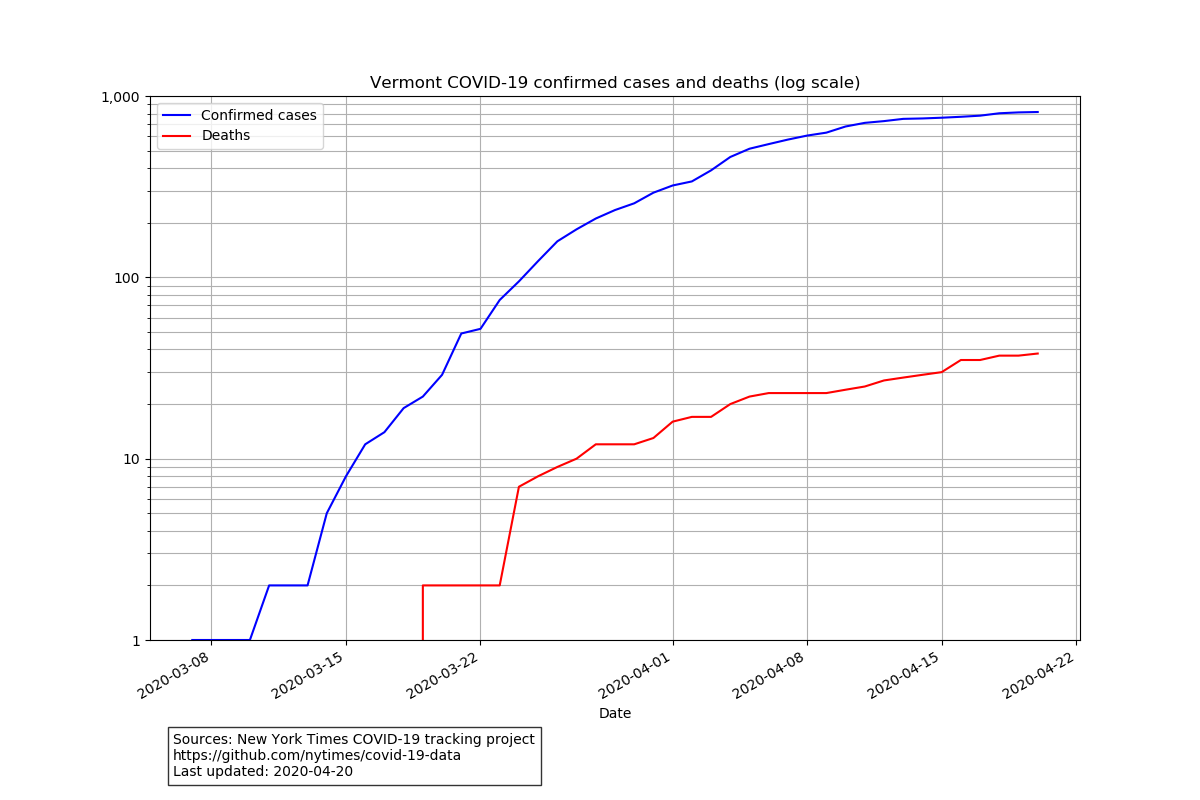 Vermont COVID-19 confirmed cases and deaths (log scale)
1,000
100
10
1
Confirmed cases
Deaths
2020-03-08
2020-03-15
2020-03-22
2020-04-01
2020-04-08
2020-04-15
2020-04-22
Date
Sources: New York Times COVID-19 tracking project
https://github.com/nytimes/covid-19-data
Last updated: 2020-04-20